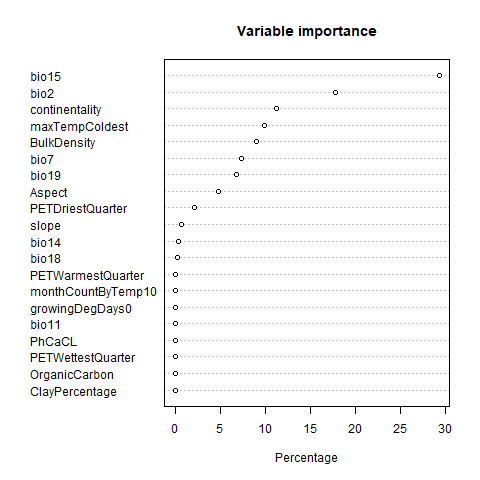 Variable importance
bio15
bio2
continentality
maxTempColdest
BulkDensity
bio7
bio19
Aspect
PETDriestQuarter
slope
bio14
bio18
PETWarmestQuarter
monthCountByTemp10
growingDegDays0
bio11
PhCaCL
PETWettestQuarter
OrganicCarbon
ClayPercentage
0 5 10 15 20 25 30
Percentage